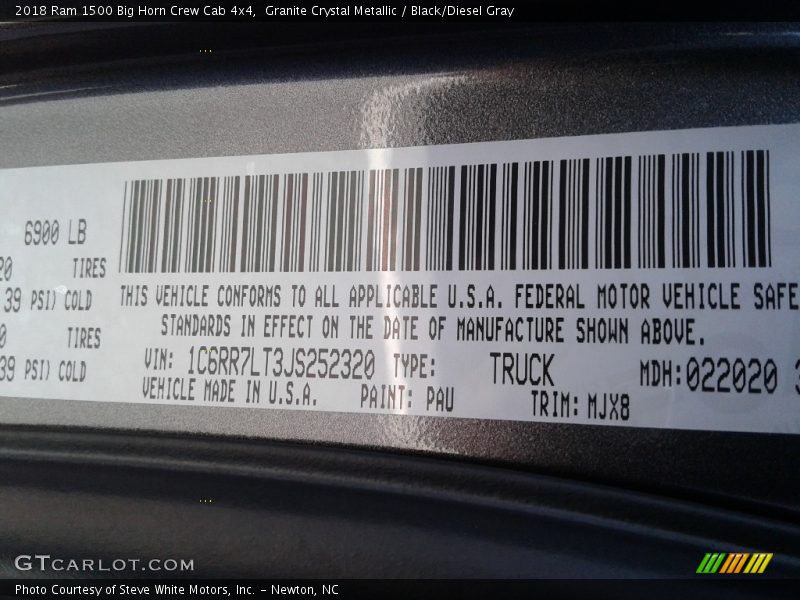 2018 Ram 1500 Big Horn Crew Cab 4x4,  Granite Crystal Metallic / Black/Diesel Gray
6900 LB
20 TIRES
39 PSI) COLD
0 TIRES
39 PSI) COLD
THIS VEHICLE CONFORMS TO ALL APPLICABLE U.S.A. FEDERAL MOTOR VEHICLE SAFE
STANDARDS IN EFFECT ON THE DATE OF MANUFACTURE SHOWN ABOVE.
VIN: 1C6RR7LT3JS252320 TYPE: TRUCK MDH:022020 3
VEHICLE MADE IN U.S.A. PAINT: PAU TRIM: MJX8
GTCARLOT.COM
Photo Courtesy of Steve White Motors, Inc. – Newton, NC